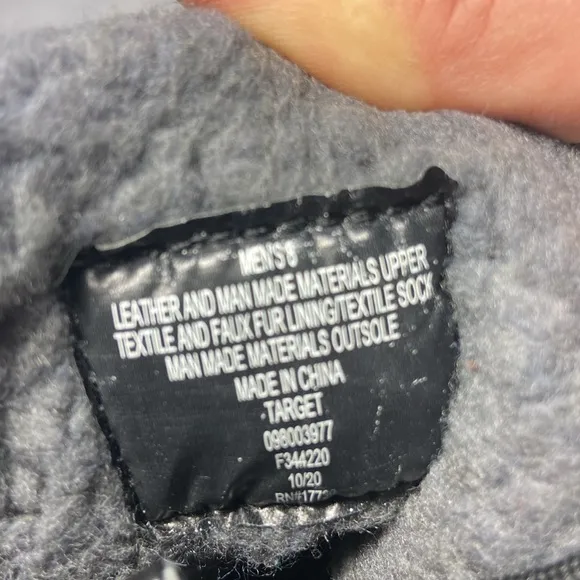 MEN'S 8
LEATHER AND MAN MADE MATERIALS UPPER
TEXTILE AND FAUX FUR LINING/TEXTILE SOCK
MAN MADE MATERIALS OUTSOLE
MADE IN CHINA
TARGET
098003977
F344220
10/20